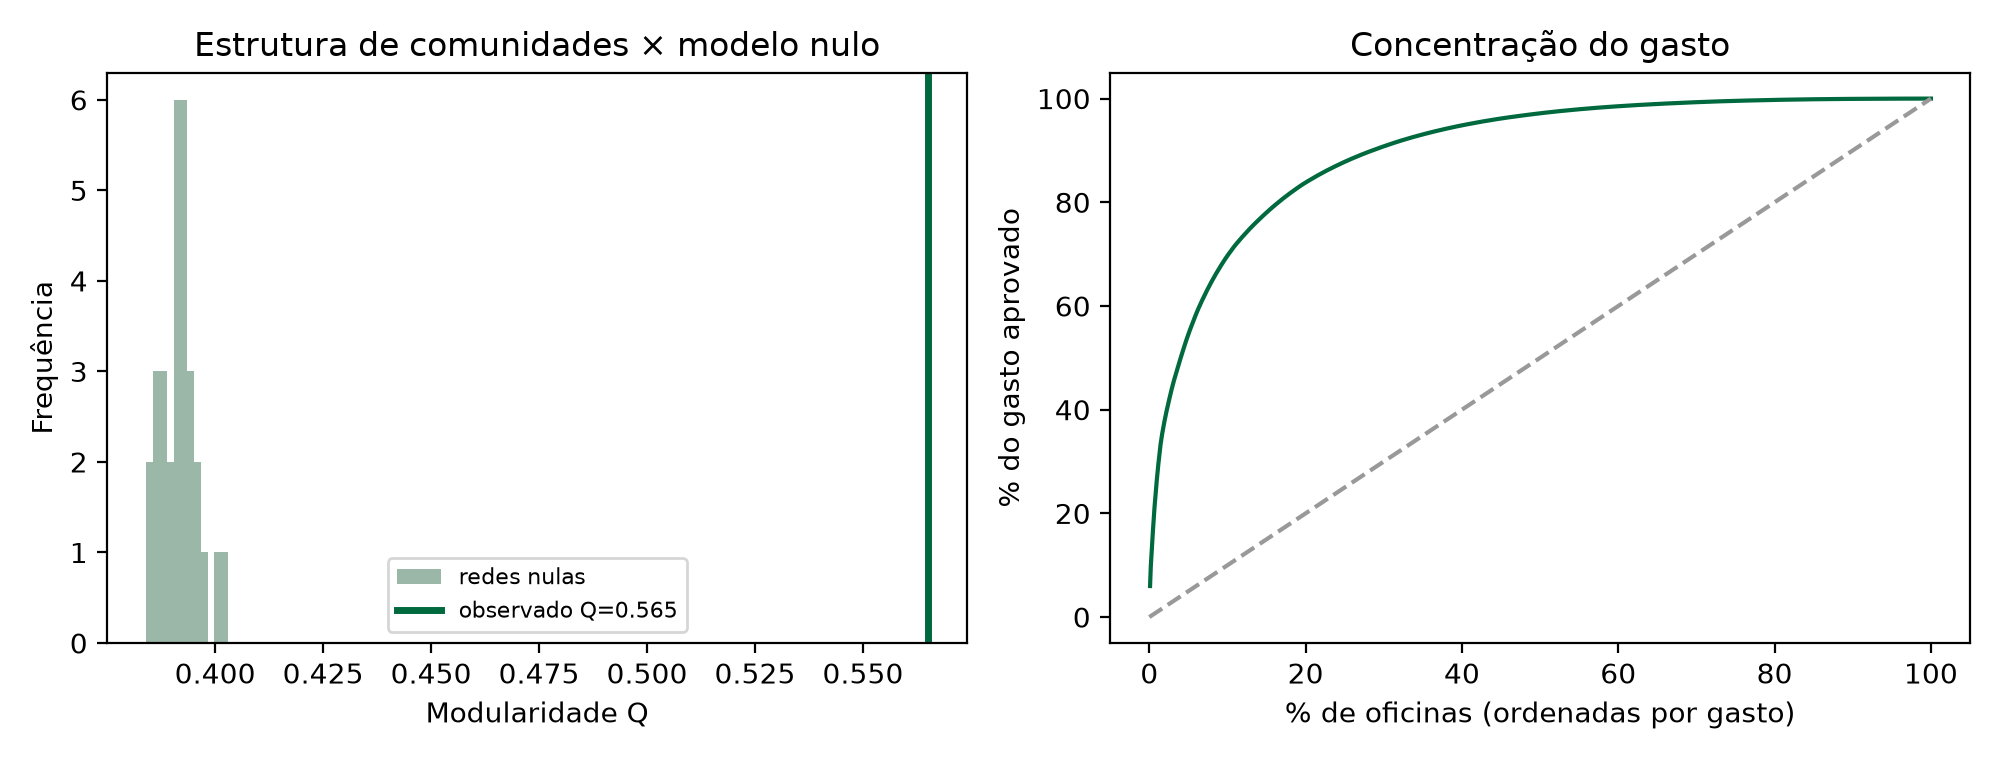 Estrutura de comunidades × modelo nulo
Frequência
6
5
4
3
2
1
0
0.400 0.425 0.450 0.475 0.500 0.525 0.550
Modularidade Q
redes nulas
observado Q=0.565
Concentração do gasto
% do gasto aprovado
100
80
60
40
20
0
0 20 40 60 80 100
% de oficinas (ordenadas por gasto)